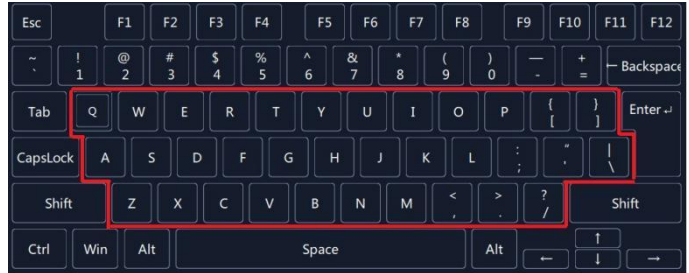 Esc F1 F2 F3 F4 F5 F6 F7 F8 F9 F10 F11 F12
~ ! @ # $ % ^ & * ( ) — +
` 1 2 3 4 5 6 7 8 9 0 - = ← Backspace
Tab Q W E R T Y U I O P { } Enter ↵
[ ]
CapsLock A S D F G H J K L : " |
; ' \
Shift Z X C V B N M < > ? Shift
, . /
Ctrl Win Alt Space Alt ← ↑ ↓ →